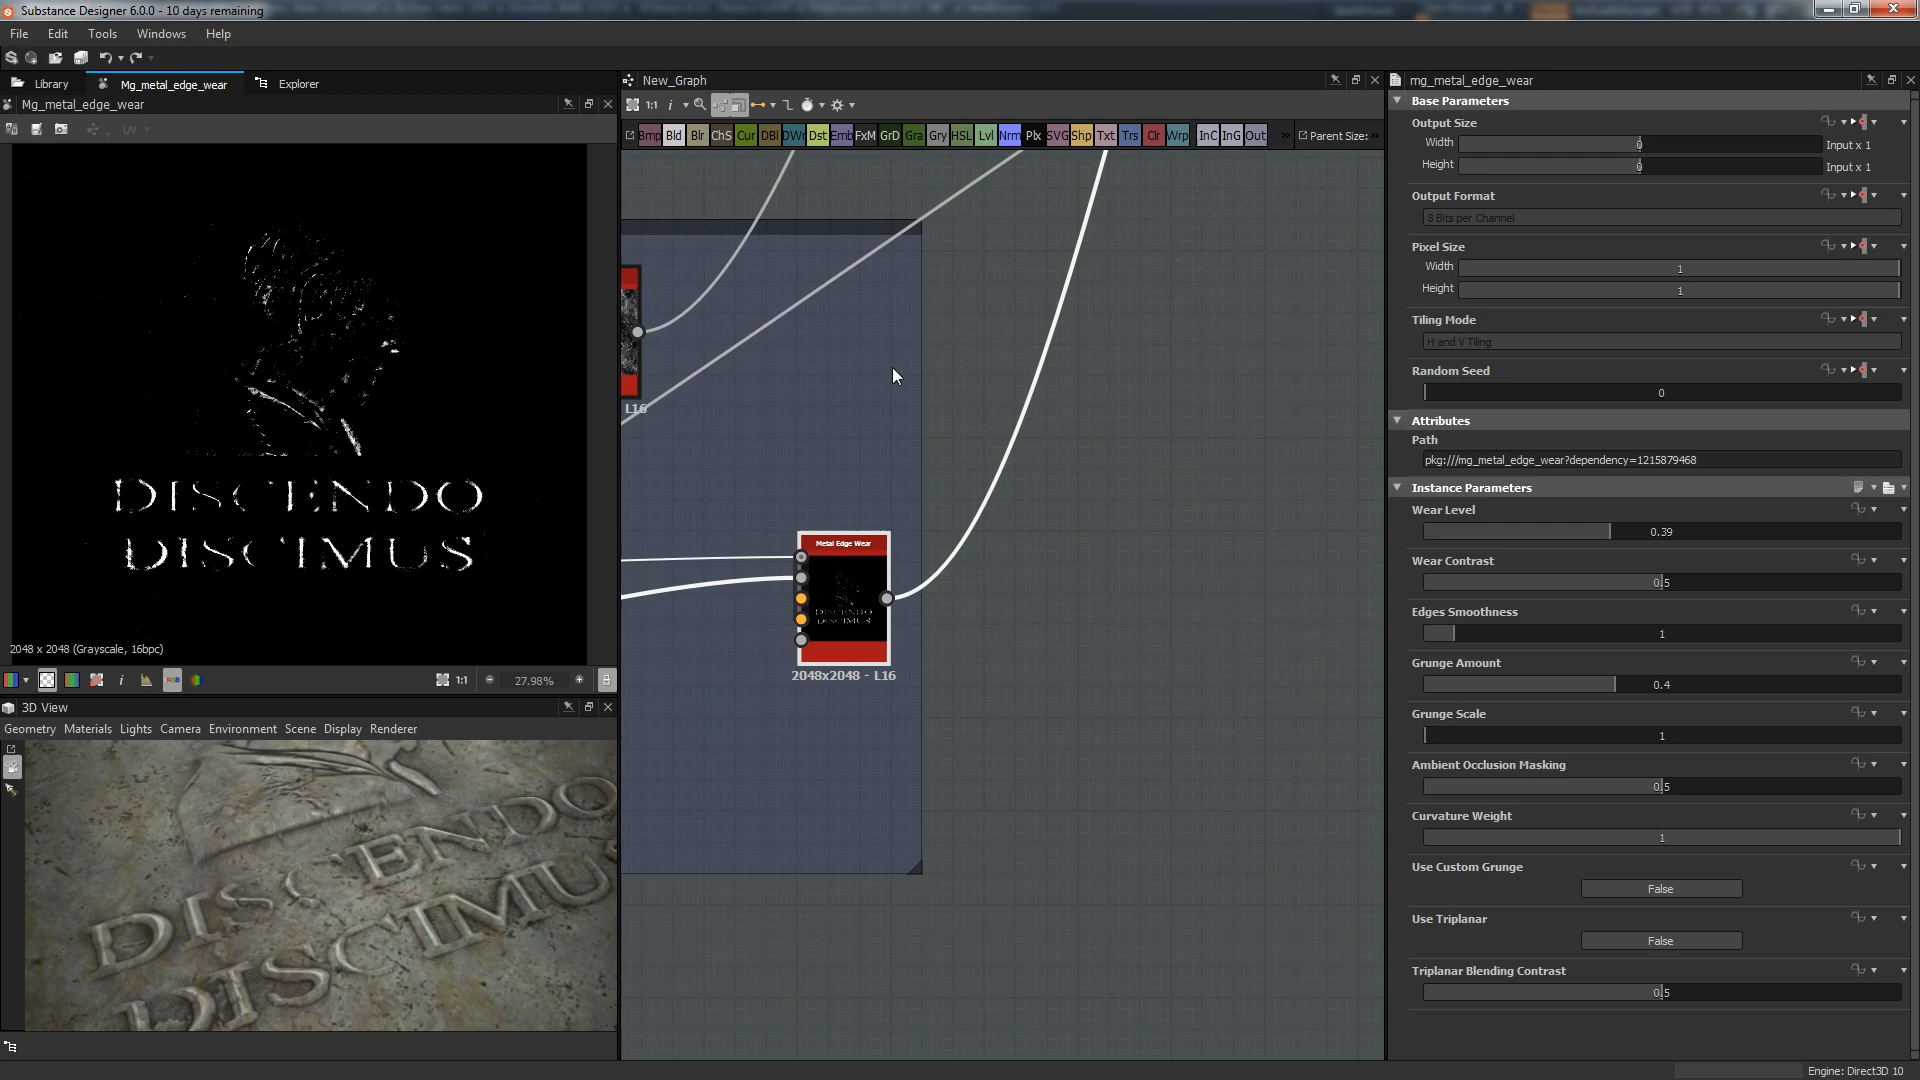 Substance Designer 6.0.0 - 10 days remaining
File Edit Tools Windows Help
Library Mg_metal_edge_wear Explorer
Mg_metal_edge_wear
UV
DISCENDO
DISCIMUS
2048 x 2048 (Grayscale, 16bpc)
1:1 27.98%
3D View
Geometry Materials Lights Camera Environment Scene Display Renderer
DISCENDO
DISCIMUS
New_Graph
1:1
Bmp Bld Blr ChS Cur DBl DWr Dst Emb FxM GrD Gra Gry HSL Lvl Nrm Plx SVG Shp Txt Trs Clr Wrp InC InG Out Parent Size:
L16
Metal Edge Wear
DISCENDO
DISCIMUS
2048x2048 - L16
mg_metal_edge_wear
Base Parameters
Output Size
Width 0 Input x 1
Height 0 Input x 1
Output Format
8 Bits per Channel
Pixel Size
Width 1
Height 1
Tiling Mode
H and V Tiling
Random Seed
0
Attributes
Path
pkg:///mg_metal_edge_wear?dependency=1215879468
Instance Parameters
Wear Level
0.39
Wear Contrast
0.5
Edges Smoothness
1
Grunge Amount
0.4
Grunge Scale
1
Ambient Occlusion Masking
0.5
Curvature Weight
1
Use Custom Grunge
False
Use Triplanar
False
Triplanar Blending Contrast
0.5
Engine: Direct3D 10